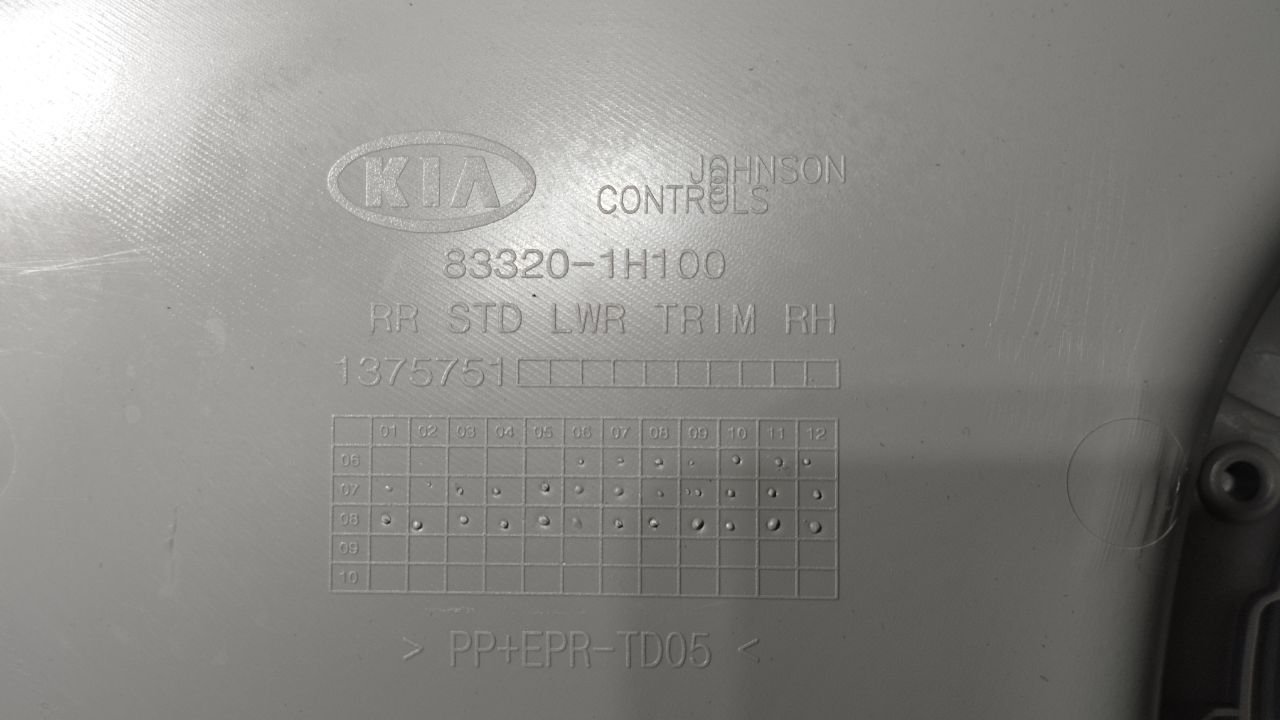 KIA
JOHNSON
CONTROLS
83320-1H100
RR STD LWR TRIM RH
1375751
01 02 03 04 05 06 07 08 09 10 11 12
06
07
08
09
10
> PP+EPR-TD05 <